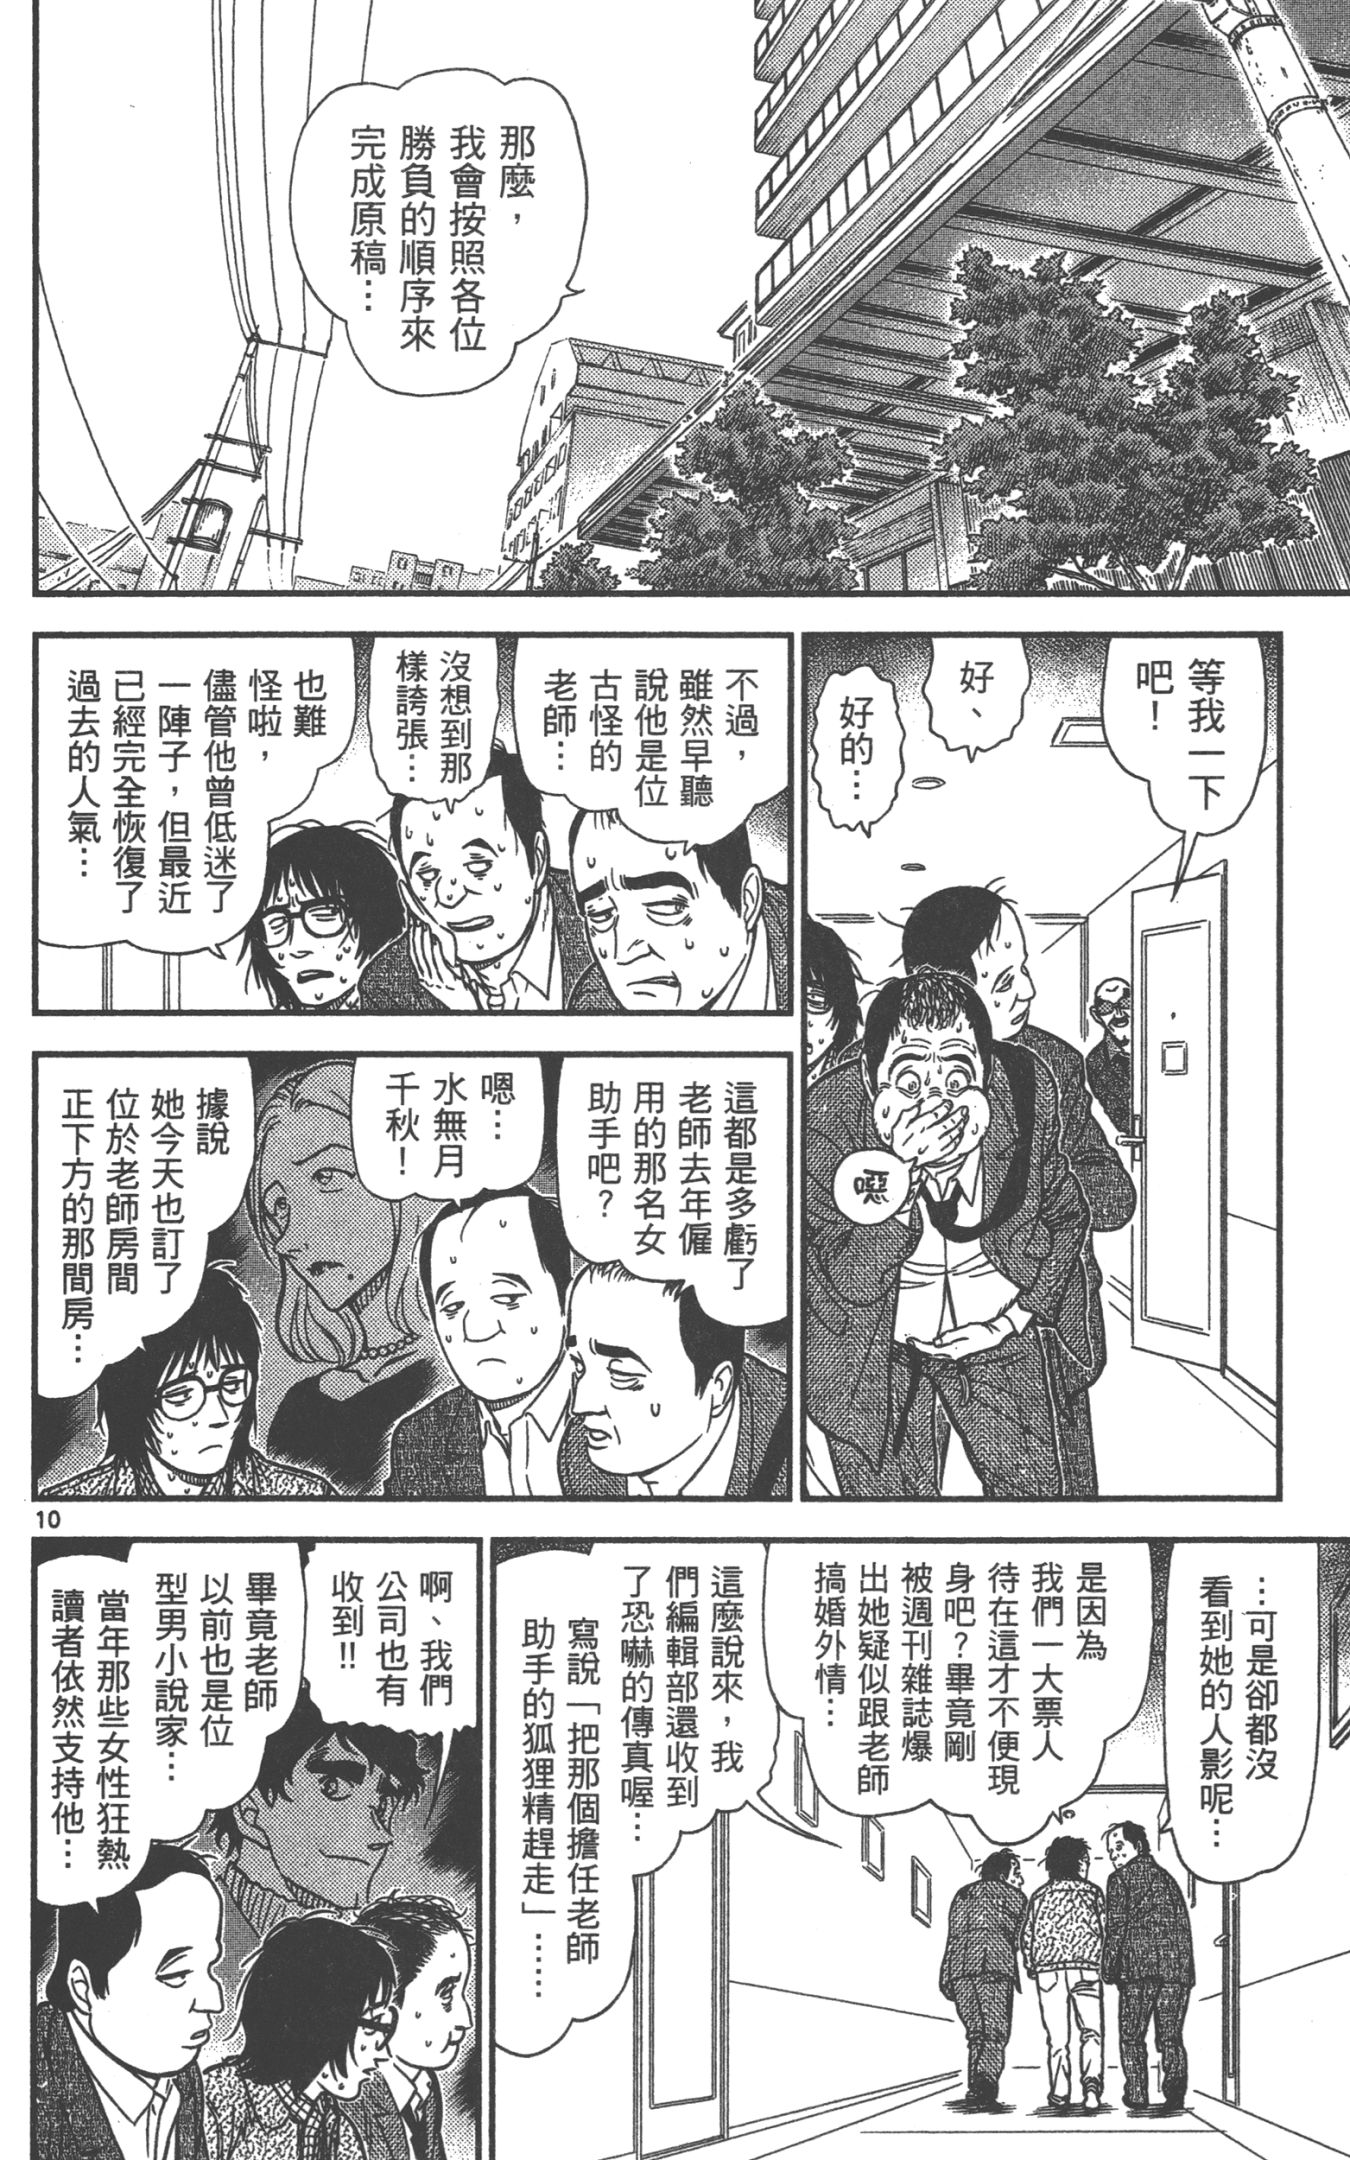 那麼，
我會按照各位
勝負的順序來
完成原稿…
等我一下
吧！
好、
好的…
噁
不過，
雖然早聽
說他是位
古怪的
老師…
沒想到那
樣誇張…
也難
怪啦，
儘管他曾低迷了
一陣子，但最近
已經完全恢復了
過去的人氣…
這都是多虧了
老師去年僱
用的那名女
助手吧？
嗯…
水無月
千秋！
據說
她今天也訂了
位於老師房間
正下方的那間房…
10
…可是卻都沒
看到她的人影呢…
是因為
我們一大票人
待在這才不便現
身吧？畢竟剛
被週刊雜誌爆
出她疑似跟老師
搞婚外情…
這麼說來，我
們編輯部還收到
了恐嚇的傳真喔…
寫說「把那個擔任老師
助手的狐狸精趕走」……
啊、我們
公司也有
收到!!
畢竟老師
以前也是位
型男小說家…
當年那些女性狂熱
讀者依然支持他…